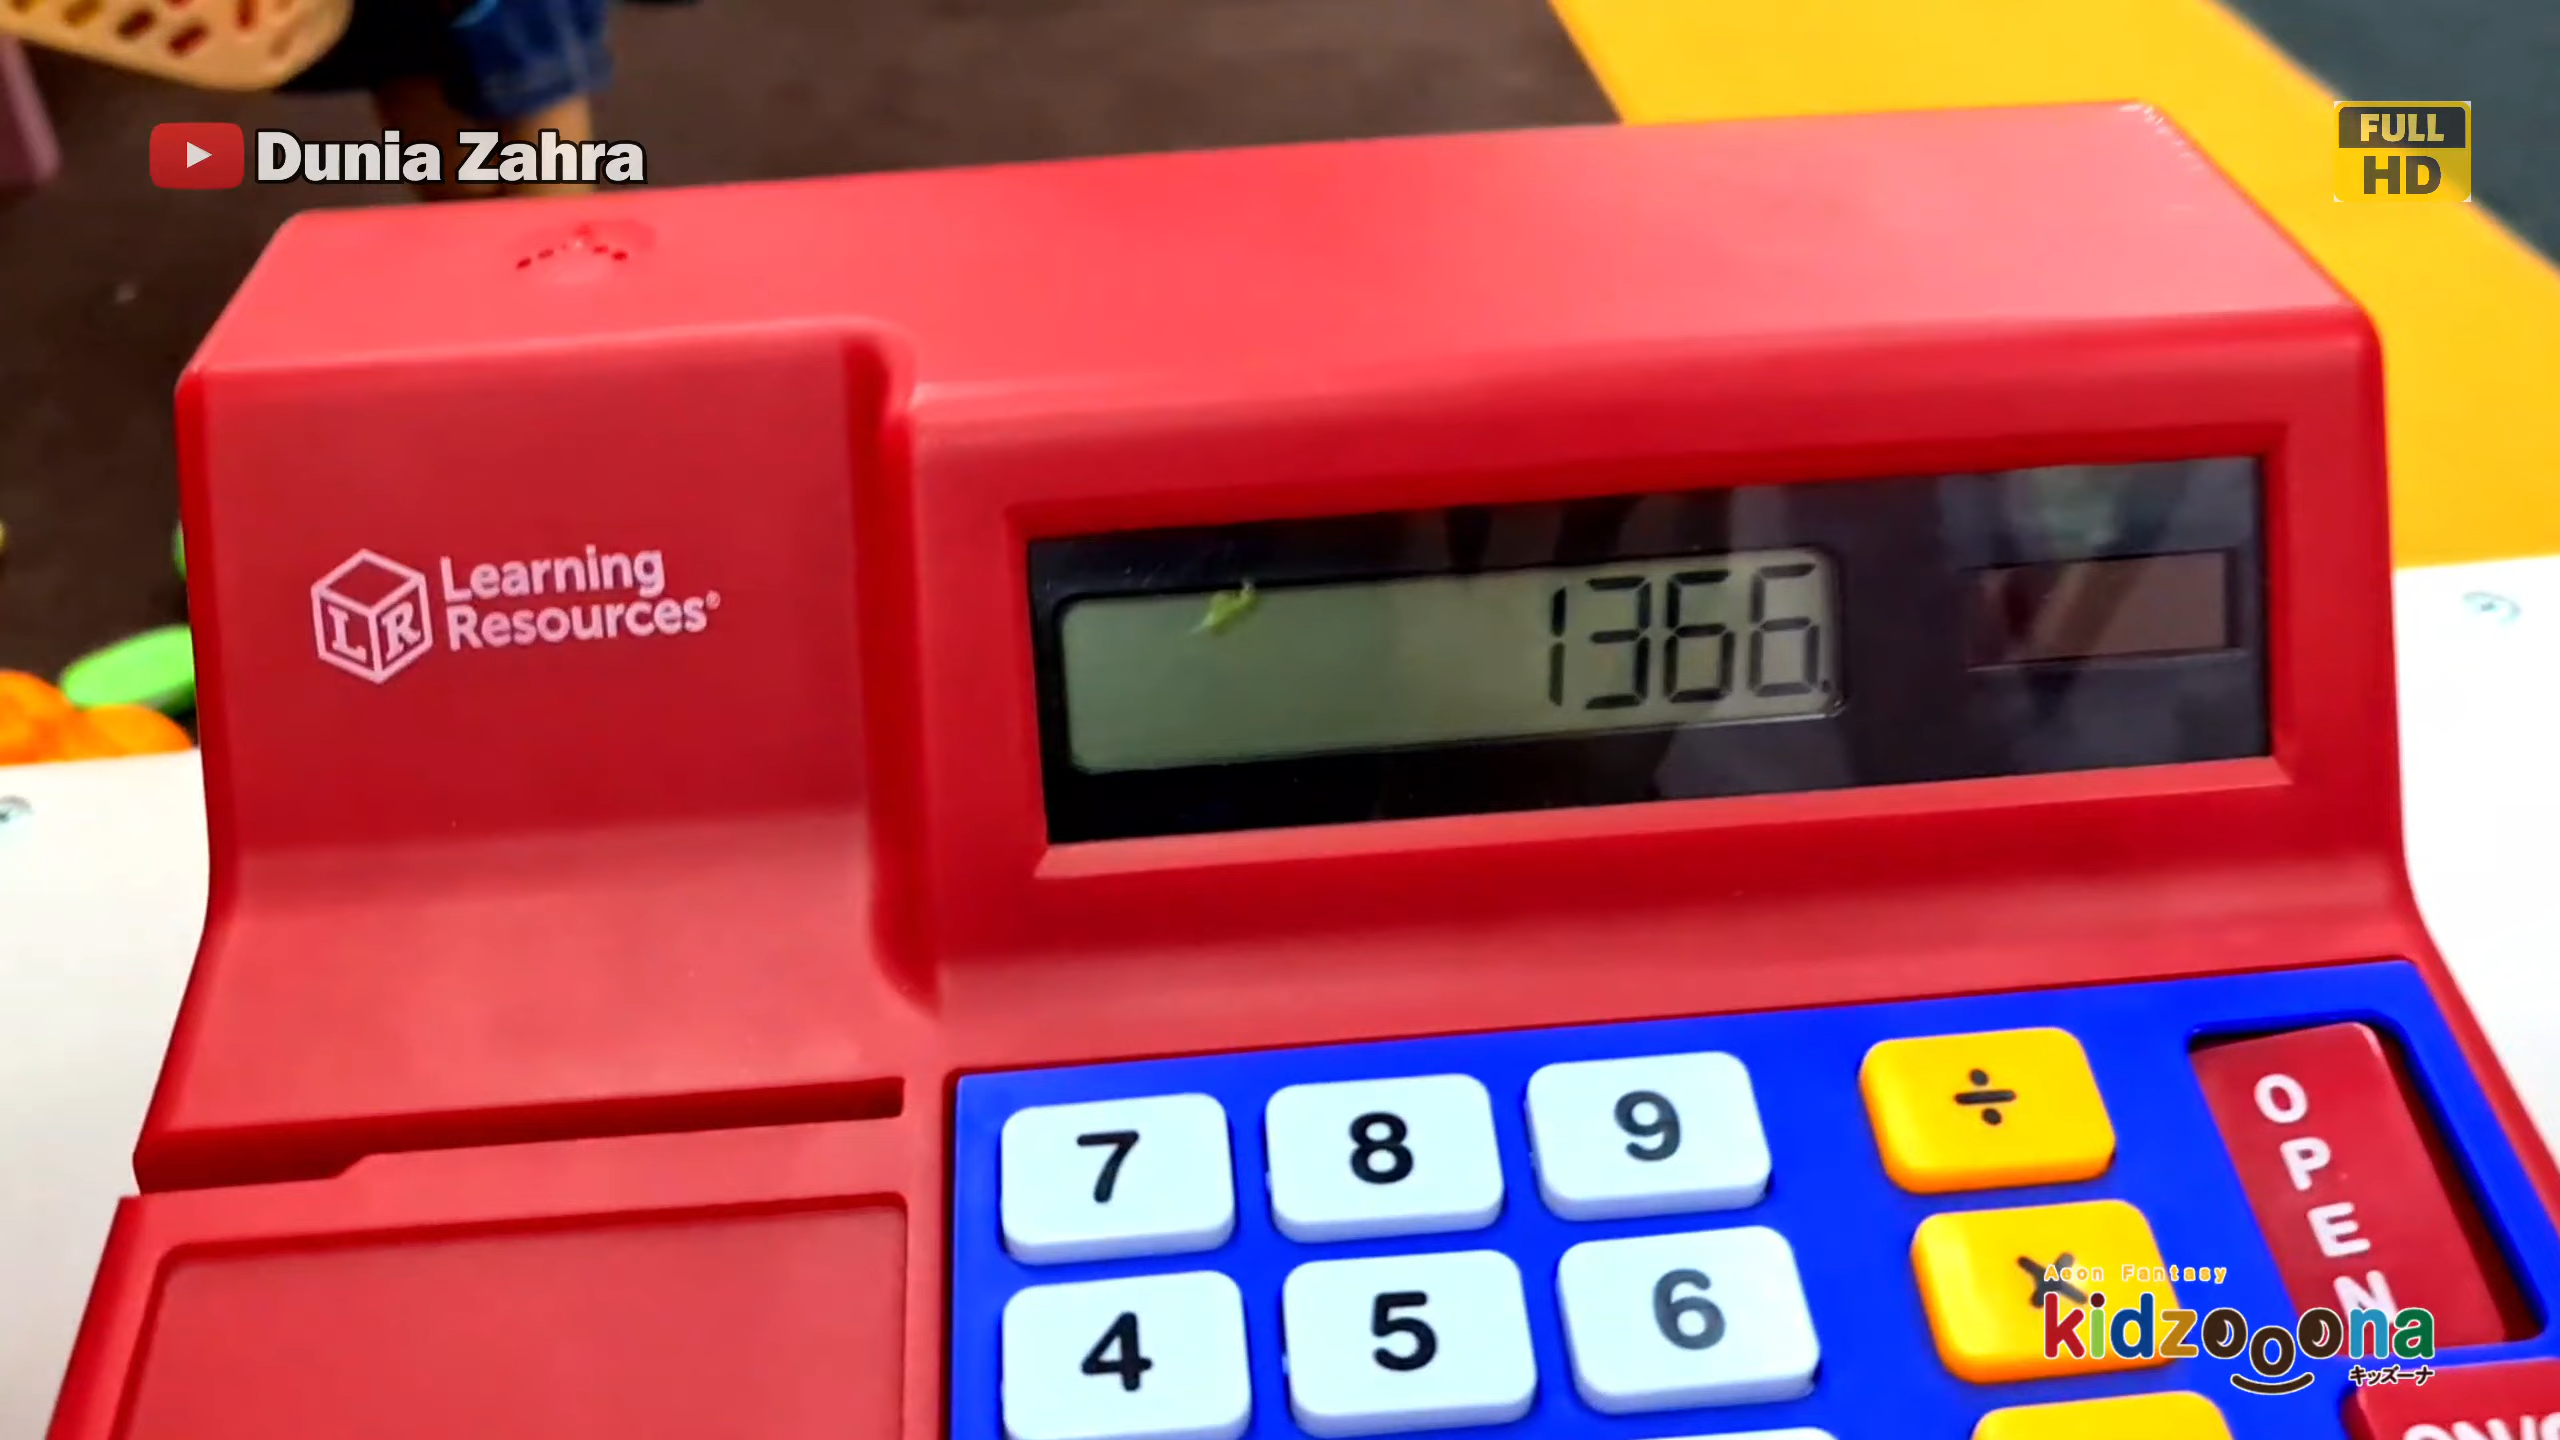 Dunia Zahra
FULL
HD
LR
Learning
Resources®
1366.
7
8
9
÷
OPEN
4
5
6
×
Aeon Fantasy
kidzooona
キッズーナ